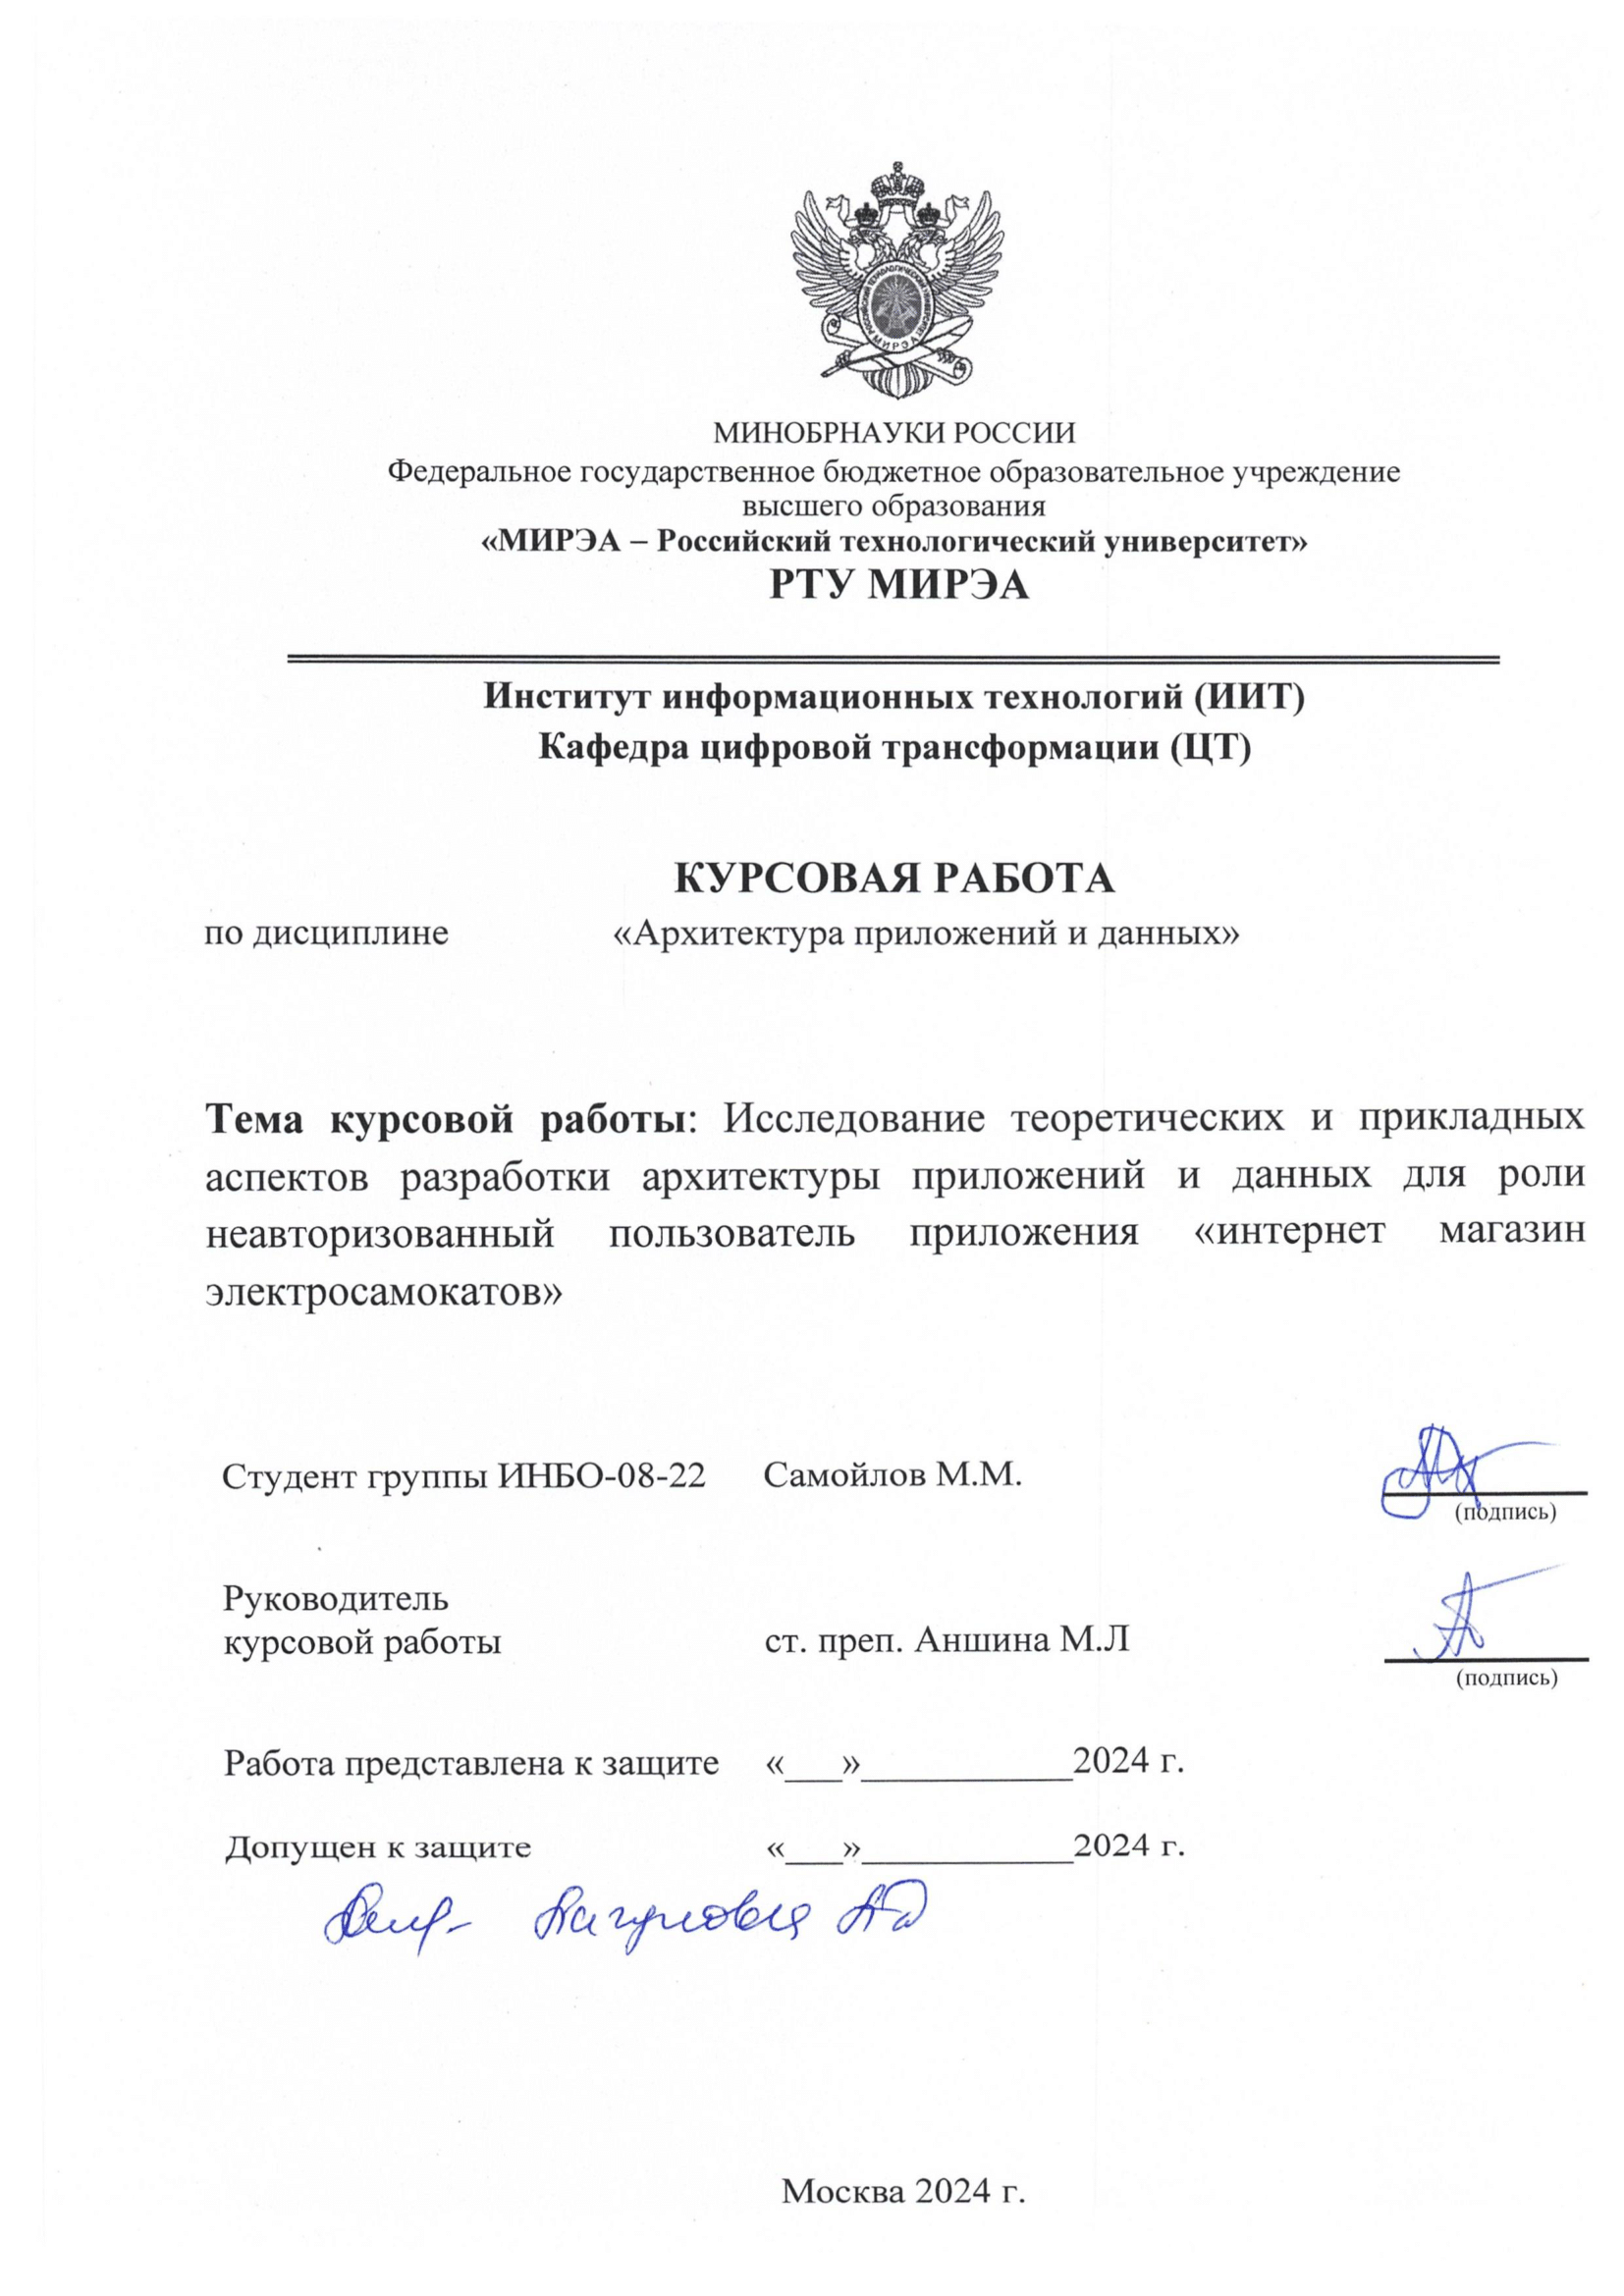 МИНОБРНАУКИ РОССИИ
Федеральное государственное бюджетное образовательное учреждение
высшего образования
«МИРЭА – Российский технологический университет»
РТУ МИРЭА
Институт информационных технологий (ИИТ)
Кафедра цифровой трансформации (ЦТ)
КУРСОВАЯ РАБОТА
по дисциплине «Архитектура приложений и данных»
Тема курсовой работы: Исследование теоретических и прикладных
аспектов разработки архитектуры приложений и данных для роли
неавторизованный пользователь приложения «интернет магазин
электросамокатов»
Студент группы ИНБО-08-22 Самойлов М.М.
(подпись)
Руководитель
курсовой работы ст. преп. Аншина М.Л
(подпись)
Работа представлена к защите «___»___________2024 г.
Допущен к защите «___»___________2024 г.
Москва 2024 г.